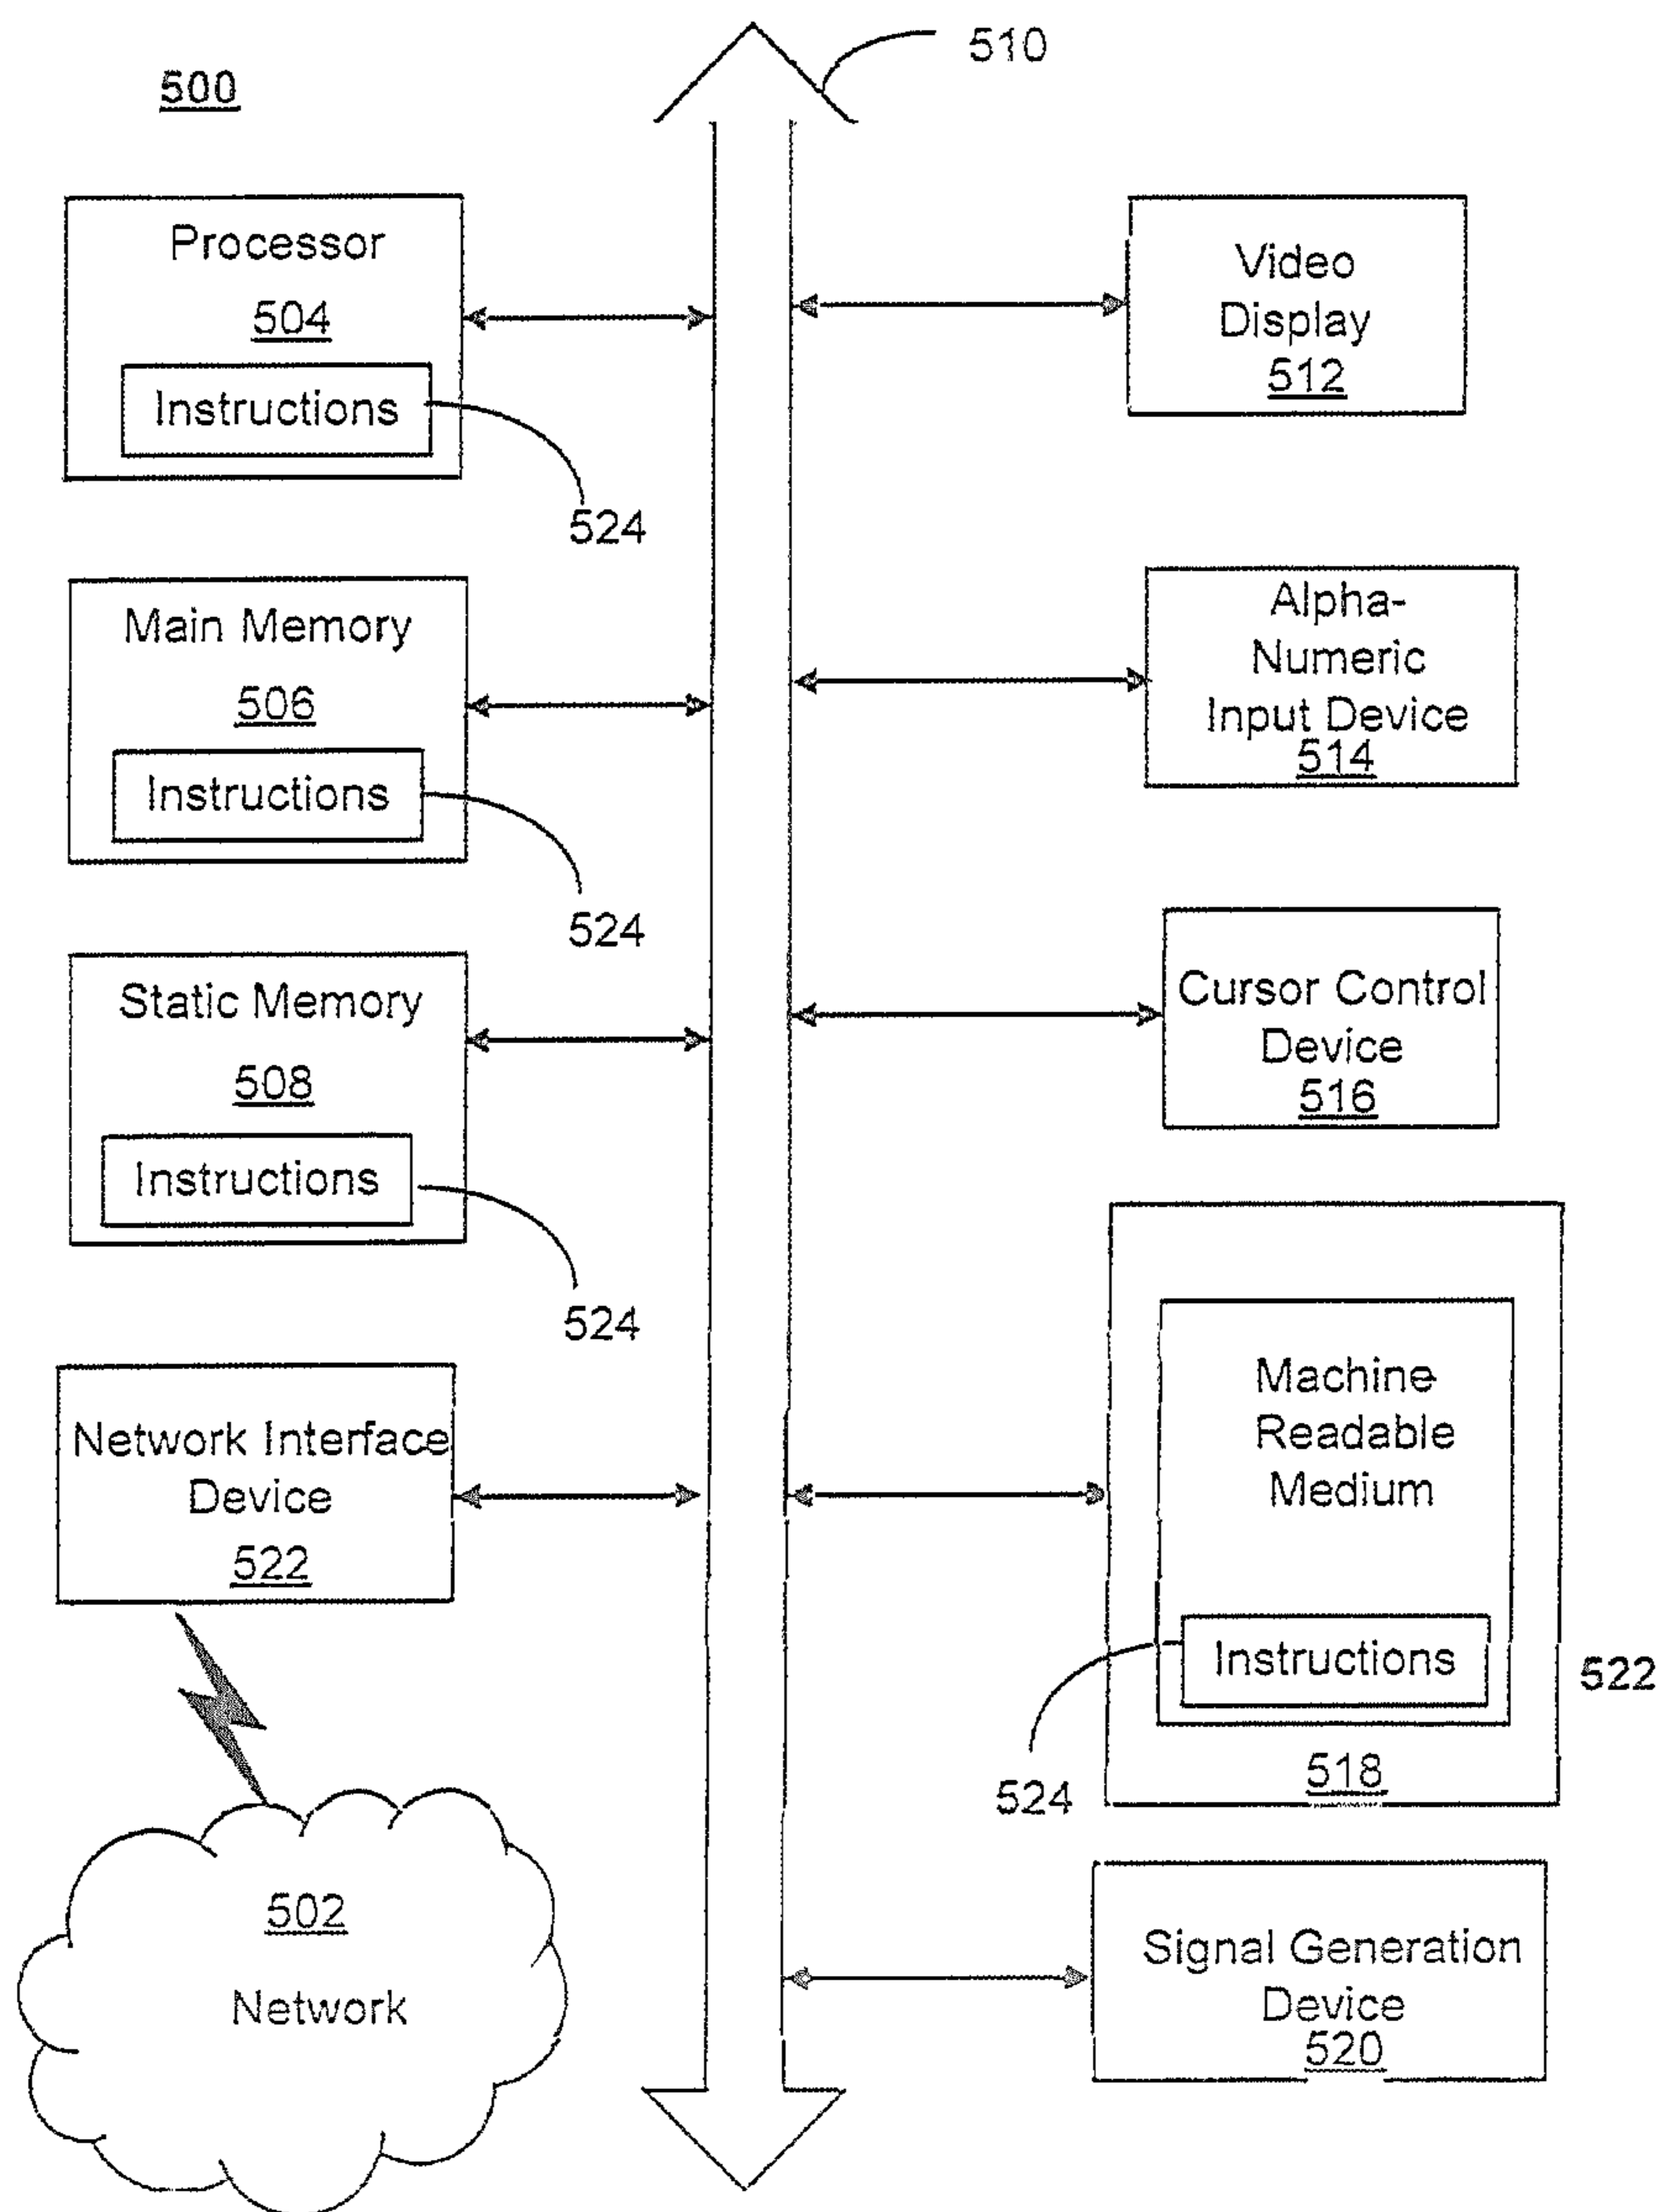 500
510
Processor
504
Instructions
524
Main Memory
506
Instructions
524
Static Memory
508
Instructions
524
Network Interface
Device
522
502
Network
Video
Display
512
Alpha-
Numeric
Input Device
514
Cursor Control
Device
516
Machine
Readable
Medium
Instructions
522
524
518
Signal Generation
Device
520